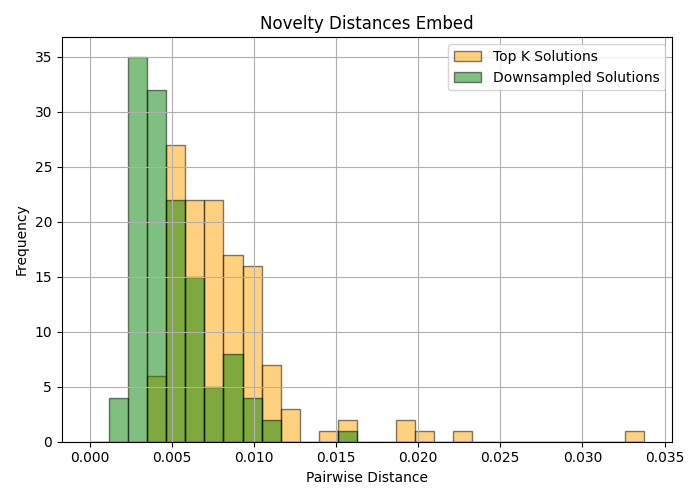 Novelty Distances Embed
Top K Solutions
Downsampled Solutions
Frequency
35
30
25
20
15
10
5
0
0.000 0.005 0.010 0.015 0.020 0.025 0.030 0.035
Pairwise Distance